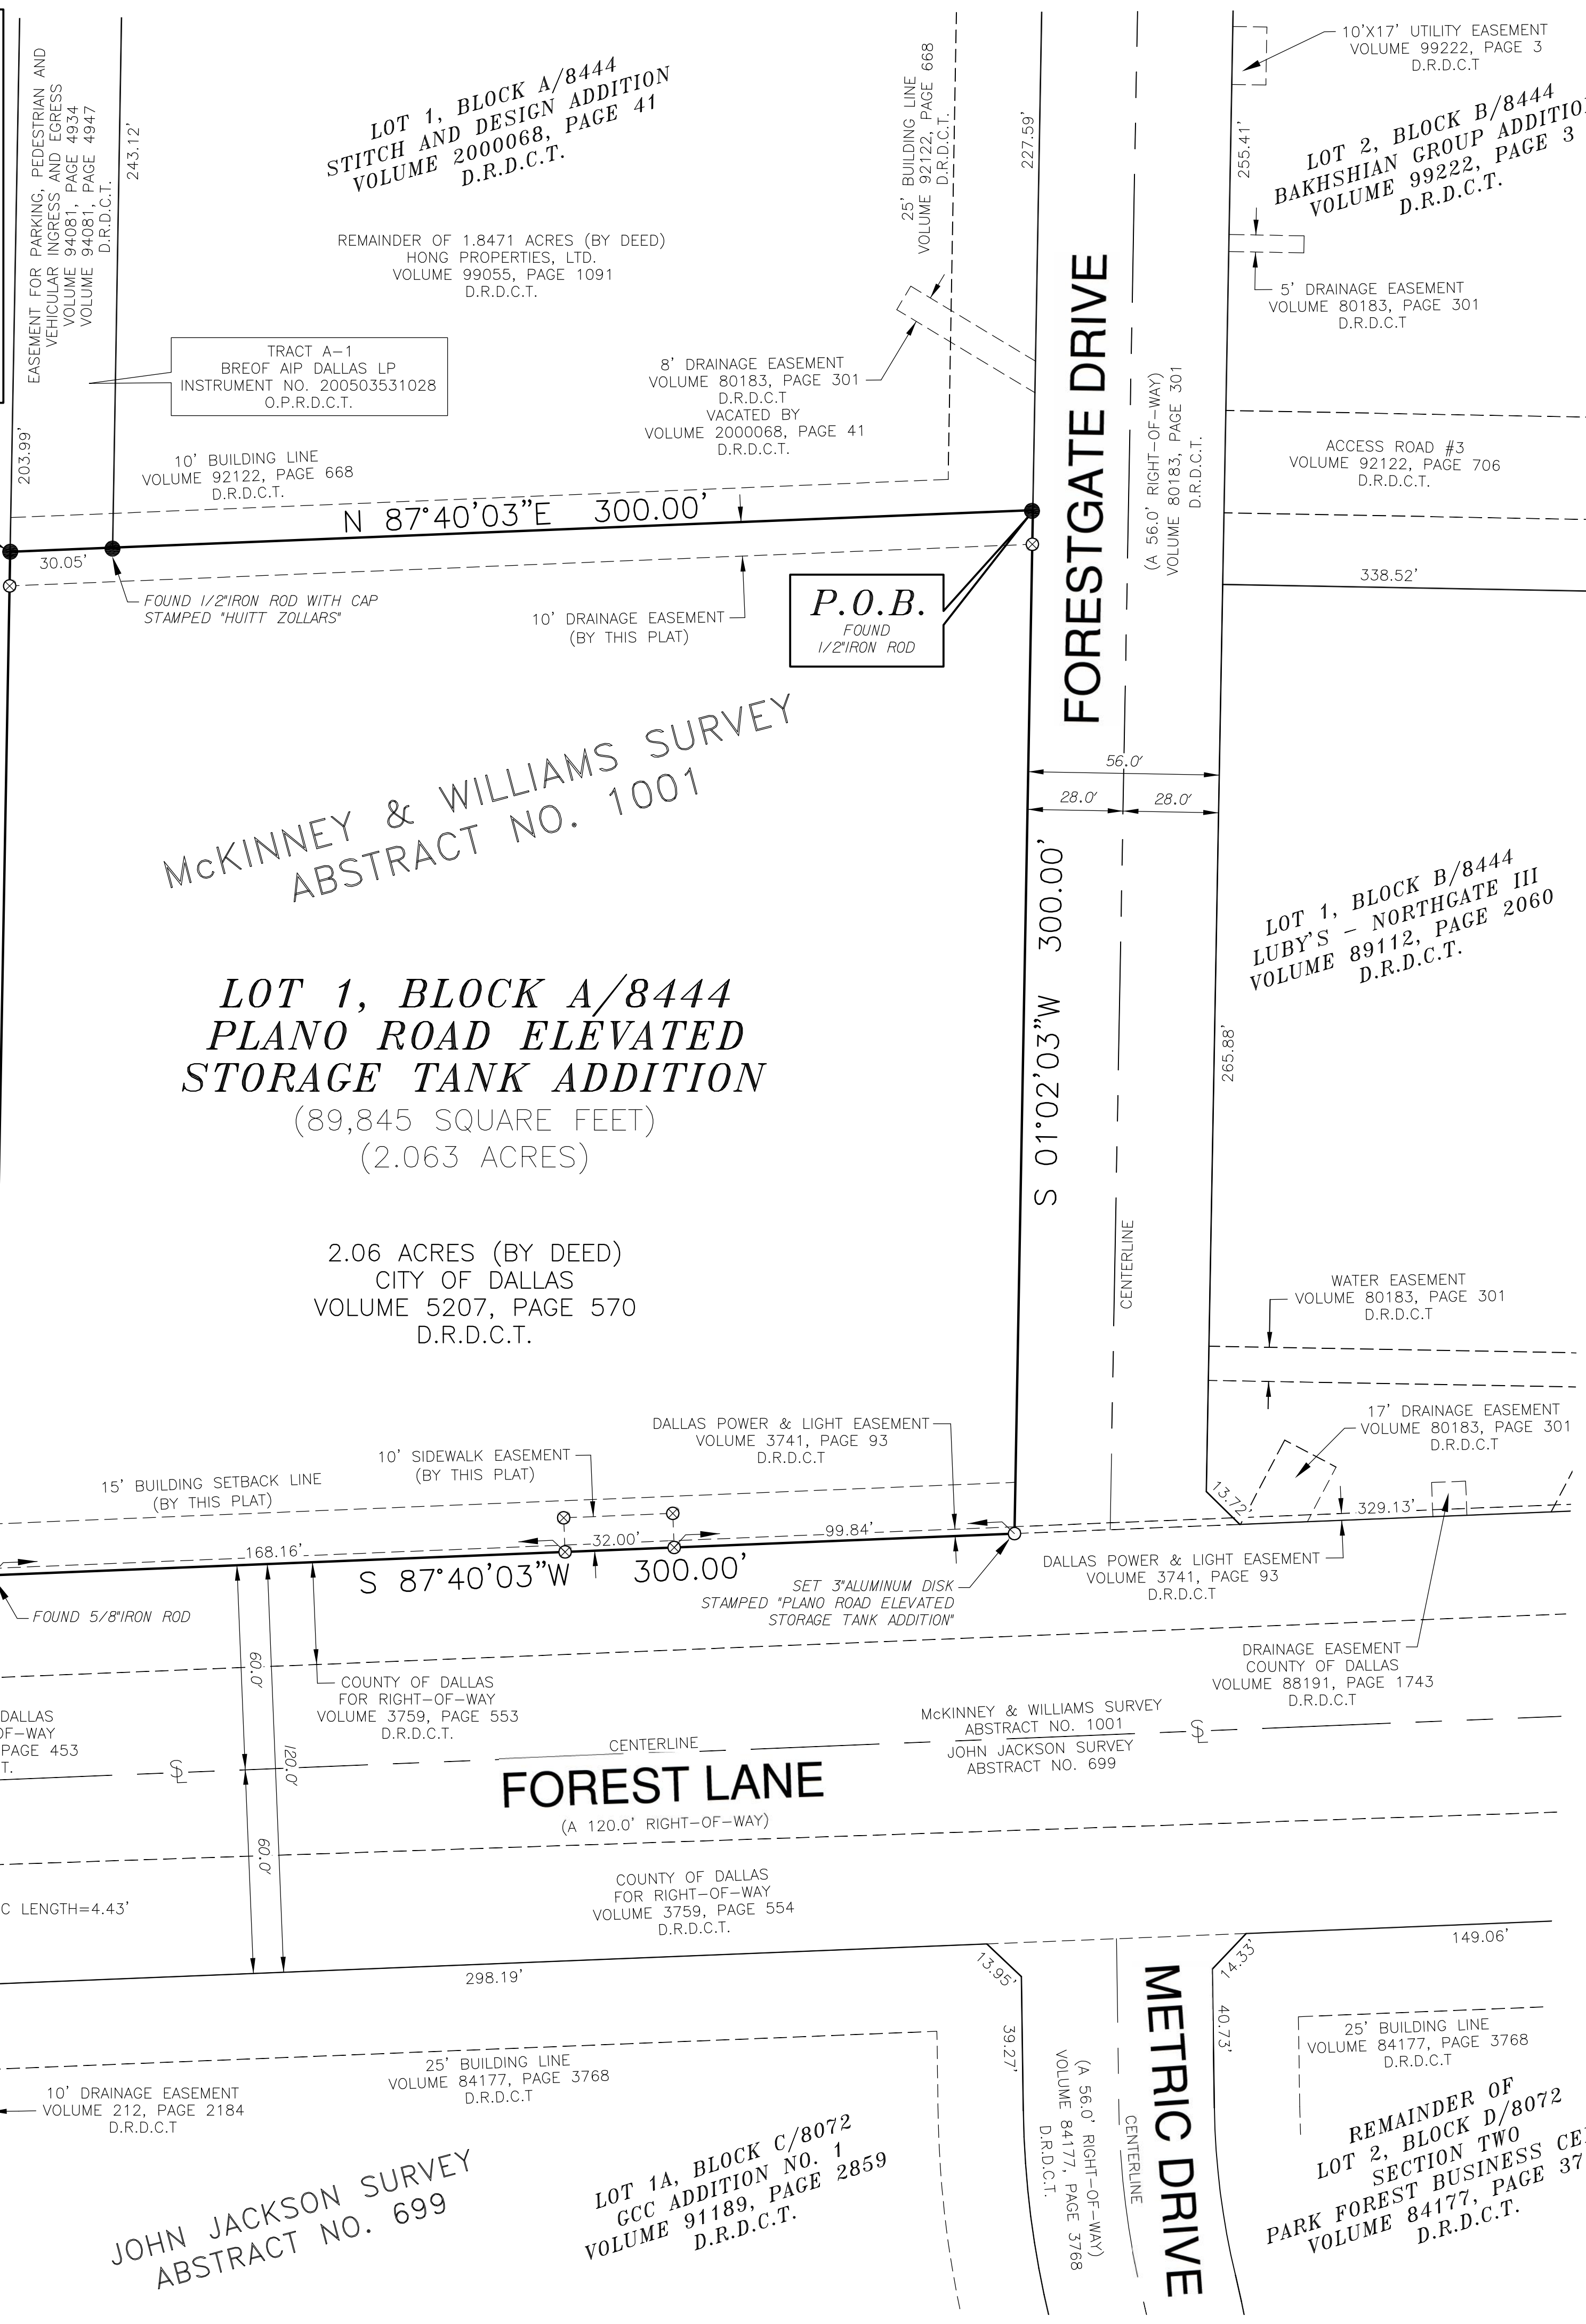 EASEMENT FOR PARKING, PEDESTRIAN AND
VEHICULAR INGRESS AND EGRESS
VOLUME 94081, PAGE 4934
VOLUME 94081, PAGE 4947
D.R.D.C.T.
243.12'
203.99'
LOT 1, BLOCK A/8444
STITCH AND DESIGN ADDITION
VOLUME 2000068, PAGE 41
D.R.D.C.T.
REMAINDER OF 1.8471 ACRES (BY DEED)
HONG PROPERTIES, LTD.
VOLUME 99055, PAGE 1091
D.R.D.C.T.
TRACT A-1
BREOF AIP DALLAS LP
INSTRUMENT NO. 200503531028
O.P.R.D.C.T.
10' BUILDING LINE
VOLUME 92122, PAGE 668
D.R.D.C.T.
25' BUILDING LINE
VOLUME 92122, PAGE 668
D.R.D.C.T.
227.59'
8' DRAINAGE EASEMENT
VOLUME 80183, PAGE 301
D.R.D.C.T
VACATED BY
VOLUME 2000068, PAGE 41
D.R.D.C.T.
FORESTGATE DRIVE
(A 56.0' RIGHT-OF-WAY)
VOLUME 80183, PAGE 301
D.R.D.C.T.
255.41'
10'X17' UTILITY EASEMENT
VOLUME 99222, PAGE 3
D.R.D.C.T
LOT 2, BLOCK B/8444
BAKHSHIAN GROUP ADDITIO
VOLUME 99222, PAGE 3
D.R.D.C.T.
5' DRAINAGE EASEMENT
VOLUME 80183, PAGE 301
D.R.D.C.T
ACCESS ROAD #3
VOLUME 92122, PAGE 706
D.R.D.C.T.
338.52'
N 87°40'03"E 300.00'
30.05'
FOUND 1/2"IRON ROD WITH CAP
STAMPED "HUITT ZOLLARS"
10' DRAINAGE EASEMENT
(BY THIS PLAT)
P.O.B.
FOUND
1/2"IRON ROD
McKINNEY & WILLIAMS SURVEY
ABSTRACT NO. 1001
56.0'
28.0'
28.0'
S 01°02'03"W 300.00'
LOT 1, BLOCK B/8444
LUBY'S - NORTHGATE III
VOLUME 89112, PAGE 2060
D.R.D.C.T.
265.88'
LOT 1, BLOCK A/8444
PLANO ROAD ELEVATED
STORAGE TANK ADDITION
(89,845 SQUARE FEET)
(2.063 ACRES)
2.06 ACRES (BY DEED)
CITY OF DALLAS
VOLUME 5207, PAGE 570
D.R.D.C.T.
CENTERLINE
WATER EASEMENT
VOLUME 80183, PAGE 301
D.R.D.C.T
17' DRAINAGE EASEMENT
VOLUME 80183, PAGE 301
D.R.D.C.T
DALLAS POWER & LIGHT EASEMENT
VOLUME 3741, PAGE 93
D.R.D.C.T
10' SIDEWALK EASEMENT
(BY THIS PLAT)
15' BUILDING SETBACK LINE
(BY THIS PLAT)
13.72'
329.13'
168.16'
32.00'
99.84'
S 87°40'03"W 300.00'
SET 3"ALUMINUM DISK
STAMPED "PLANO ROAD ELEVATED
STORAGE TANK ADDITION"
DALLAS POWER & LIGHT EASEMENT
VOLUME 3741, PAGE 93
D.R.D.C.T
FOUND 5/8"IRON ROD
60.0'
120.0'
60.0'
COUNTY OF DALLAS
FOR RIGHT-OF-WAY
VOLUME 3759, PAGE 553
D.R.D.C.T.
DRAINAGE EASEMENT
COUNTY OF DALLAS
VOLUME 88191, PAGE 1743
D.R.D.C.T
DALLAS
OF-WAY
PAGE 453
T.
CENTERLINE
McKINNEY & WILLIAMS SURVEY
ABSTRACT NO. 1001
JOHN JACKSON SURVEY
ABSTRACT NO. 699
FOREST LANE
(A 120.0' RIGHT-OF-WAY)
COUNTY OF DALLAS
FOR RIGHT-OF-WAY
VOLUME 3759, PAGE 554
D.R.D.C.T.
C LENGTH=4.43'
298.19'
13.95'
14.33'
149.06'
39.27'
40.73'
METRIC DRIVE
(A 56.0' RIGHT-OF-WAY)
VOLUME 84177, PAGE 3768
D.R.D.C.T.
CENTERLINE
25' BUILDING LINE
VOLUME 84177, PAGE 3768
D.R.D.C.T
25' BUILDING LINE
VOLUME 84177, PAGE 3768
D.R.D.C.T
10' DRAINAGE EASEMENT
VOLUME 212, PAGE 2184
D.R.D.C.T
JOHN JACKSON SURVEY
ABSTRACT NO. 699
LOT 1A, BLOCK C/8072
GCC ADDITION NO. 1
VOLUME 91189, PAGE 2859
D.R.D.C.T.
REMAINDER OF
LOT 2, BLOCK D/8072
SECTION TWO
PARK FOREST BUSINESS CE
VOLUME 84177, PAGE 37
D.R.D.C.T.